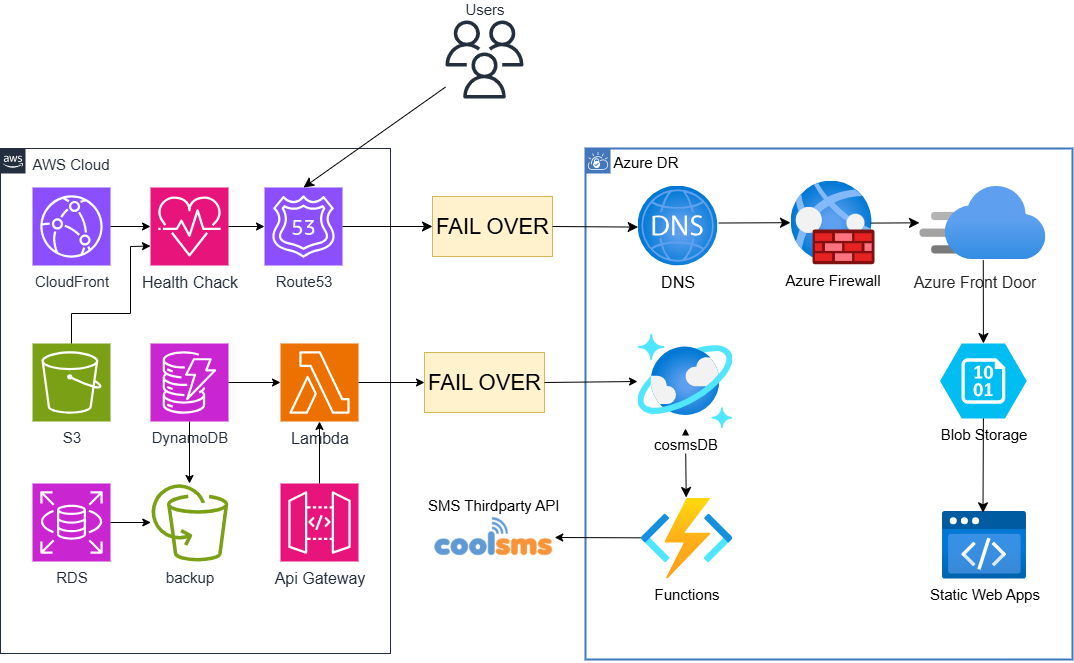 Users
aws
AWS Cloud
Azure DR
53
FAIL OVER
DNS
CloudFront
Health Chack
Route53
DNS
Azure Firewall
Azure Front Door
FAIL OVER
10
01
S3
DynamoDB
Lambda
cosmsDB
Blob Storage
SMS Thirdparty API
coolsms
</>
</>
RDS
backup
Api Gateway
Functions
Static Web Apps